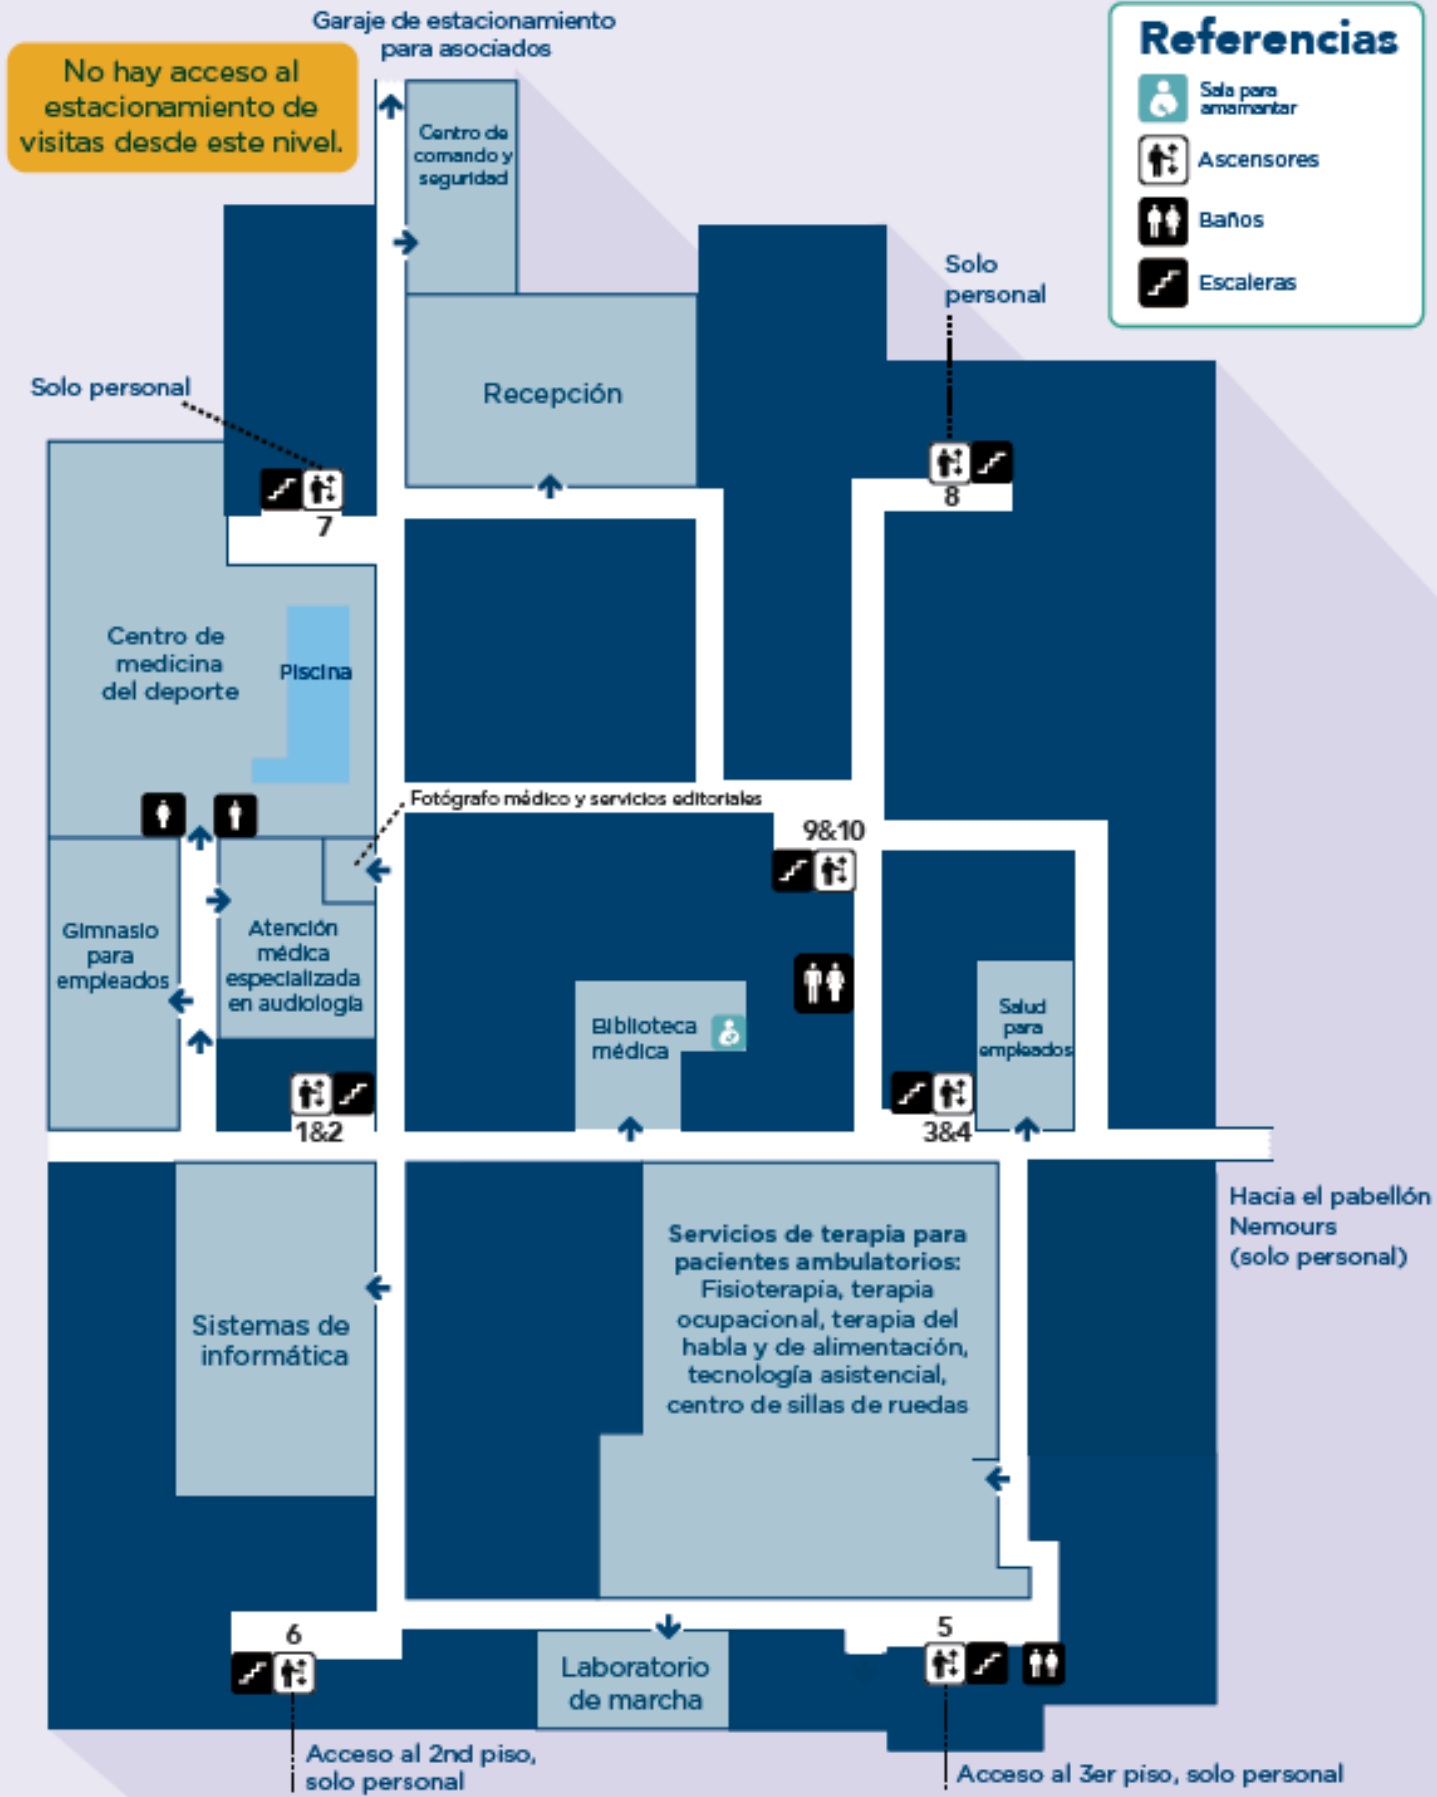 Garaje de estacionamiento
para asociados
No hay acceso al
estacionamiento de
visitas desde este nivel.
Referencias
Sala para
amamantar
Ascensores
Baños
Escaleras
Centro de
comando y
seguridad
Solo
personal
Recepción
Solo personal
8
7
Centro de
medicina
del deporte
Piscina
Fotógrafo médico y servicios editoriales
9&10
Gimnasio
para
empleados
Atención
médica
especializada
en audiología
Biblioteca
médica
Salud
para
empleados
1&2
3&4
Hacia el pabellón
Nemours
(solo personal)
Servicios de terapia para
pacientes ambulatorios:
Fisioterapia, terapia
ocupacional, terapia del
habla y de alimentación,
tecnología asistencial,
centro de sillas de ruedas
Sistemas de
informática
6
5
Laboratorio
de marcha
Acceso al 2nd piso,
solo personal
Acceso al 3er piso, solo personal